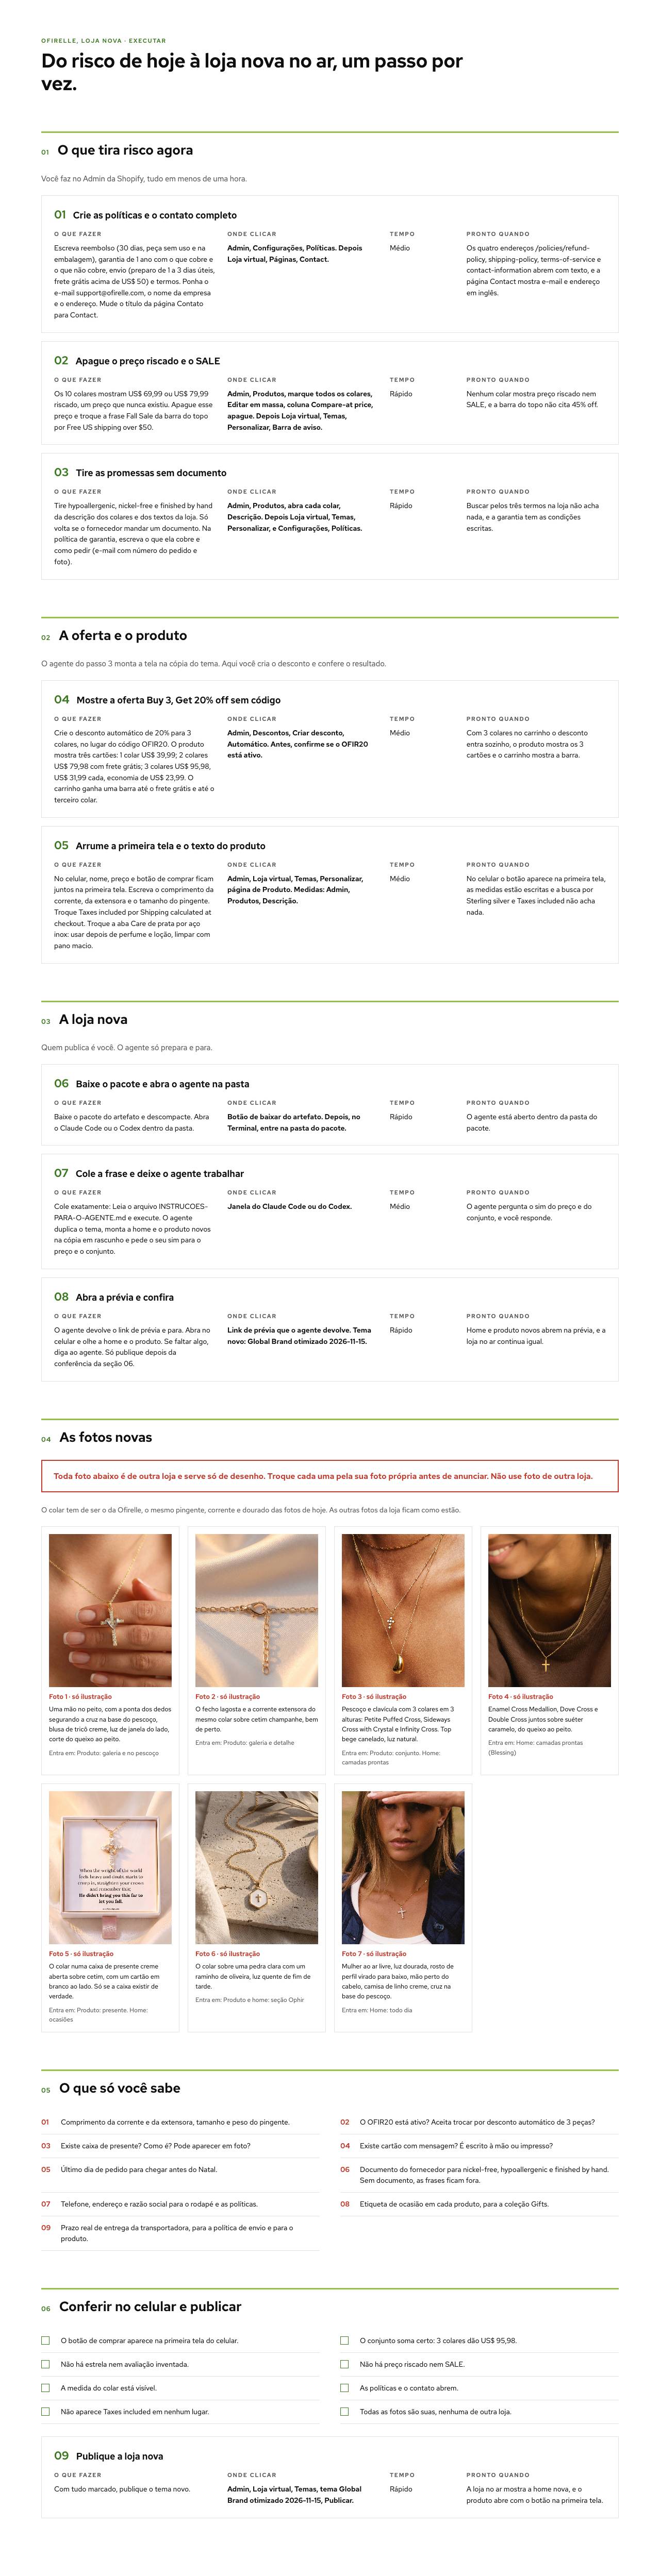 OFIRELLE, LOJA NOVA · EXECUTAR
Do risco de hoje à loja nova no ar, um passo por
vez.
01 O que tira risco agora
Você faz no Admin da Shopify, tudo em menos de uma hora.
01 Crie as políticas e o contato completo
O QUE FAZER
Escreva reembolso (30 dias, peça sem uso e na
embalagem), garantia de 1 ano com o que cobre e
o que não cobre, envio (preparo de 1 a 3 dias úteis,
frete grátis acima de US$ 50) e termos. Ponha o
e-mail support@ofirelle.com, o nome da empresa
e o endereço. Mude o título da página Contato
para Contact.
ONDE CLICAR
Admin, Configurações, Políticas. Depois
Loja virtual, Páginas, Contact.
TEMPO
Médio
PRONTO QUANDO
Os quatro endereços /policies/refund-
policy, shipping-policy, terms-of-service e
contact-information abrem com texto, e a
página Contact mostra e-mail e endereço
em inglês.
02 Apague o preço riscado e o SALE
O QUE FAZER
Os 10 colares mostram US$ 69,99 ou US$ 79,99
riscado, um preço que nunca existiu. Apague esse
preço e troque a frase Fall Sale da barra do topo
por Free US shipping over $50.
ONDE CLICAR
Admin, Produtos, marque todos os colares,
Editar em massa, coluna Compare-at price,
apague. Depois Loja virtual, Temas,
Personalizar, Barra de aviso.
TEMPO
Rápido
PRONTO QUANDO
Nenhum colar mostra preço riscado nem
SALE, e a barra do topo não cita 45% off.
03 Tire as promessas sem documento
O QUE FAZER
Tire hypoallergenic, nickel-free e finished by hand
da descrição dos colares e dos textos da loja. Só
volta se o fornecedor mandar um documento. Na
política de garantia, escreva o que ela cobre e
como pedir (e-mail com número do pedido e
foto).
ONDE CLICAR
Admin, Produtos, abra cada colar,
Descrição. Depois Loja virtual, Temas,
Personalizar, e Configurações, Políticas.
TEMPO
Rápido
PRONTO QUANDO
Buscar pelos três termos na loja não acha
nada, e a garantia tem as condições
escritas.
02 A oferta e o produto
O agente do passo 3 monta a tela na cópia do tema. Aqui você cria o desconto e confere o resultado.
04 Mostre a oferta Buy 3, Get 20% off sem código
O QUE FAZER
Crie o desconto automático de 20% para 3
colares, no lugar do código OFIR20. O produto
mostra três cartões: 1 colar US$ 39,99; 2 colares
US$ 79,98 com frete grátis; 3 colares US$ 95,98,
US$ 31,99 cada, economia de US$ 23,99. O
carrinho ganha uma barra até o frete grátis e até o
terceiro colar.
ONDE CLICAR
Admin, Descontos, Criar desconto,
Automático. Antes, confirme se o OFIR20
está ativo.
TEMPO
Médio
PRONTO QUANDO
Com 3 colares no carrinho o desconto
entra sozinho, o produto mostra os 3
cartões e o carrinho mostra a barra.
05 Arrume a primeira tela e o texto do produto
O QUE FAZER
No celular, nome, preço e botão de comprar ficam
juntos na primeira tela. Escreva o comprimento da
corrente, da extensora e o tamanho do pingente.
Troque Taxes included por Shipping calculated at
checkout. Troque a aba Care de prata por aço
inox: usar depois de perfume e loção, limpar com
pano macio.
ONDE CLICAR
Admin, Loja virtual, Temas, Personalizar,
página de Produto. Medidas: Admin,
Produtos, Descrição.
TEMPO
Médio
PRONTO QUANDO
No celular o botão aparece na primeira tela,
as medidas estão escritas e a busca por
Sterling silver e Taxes included não acha
nada.
03 A loja nova
Quem publica é você. O agente só prepara e para.
06 Baixe o pacote e abra o agente na pasta
O QUE FAZER
Baixe o pacote do artefato e descompacte. Abra
o Claude Code ou o Codex dentro da pasta.
ONDE CLICAR
Botão de baixar do artefato. Depois, no
Terminal, entre na pasta do pacote.
TEMPO
Rápido
PRONTO QUANDO
O agente está aberto dentro da pasta do
pacote.
07 Cole a frase e deixe o agente trabalhar
O QUE FAZER
Cole exatamente: Leia o arquivo INSTRUCOES-
PARA-O-AGENTE.md e execute. O agente
duplica o tema, monta a home e o produto novos
na cópia em rascunho e pede o seu sim para o
preço e o conjunto.
ONDE CLICAR
Janela do Claude Code ou do Codex.
TEMPO
Médio
PRONTO QUANDO
O agente pergunta o sim do preço e do
conjunto, e você responde.
08 Abra a prévia e confira
O QUE FAZER
O agente devolve o link de prévia e para. Abra no
celular e olhe a home e o produto. Se faltar algo,
diga ao agente. Só publique depois da
conferência da seção 06.
ONDE CLICAR
Link de prévia que o agente devolve. Tema
novo: Global Brand otimizado 2026-11-15.
TEMPO
Rápido
PRONTO QUANDO
Home e produto novos abrem na prévia, e a
loja no ar continua igual.
04 As fotos novas
Toda foto abaixo é de outra loja e serve só de desenho. Troque cada uma pela sua foto própria antes de anunciar. Não use foto de outra loja.
O colar tem de ser o da Ofirelle, o mesmo pingente, corrente e dourado das fotos de hoje. As outras fotos da loja ficam como estão.
Foto 1 · só ilustração
Uma mão no peito, com a ponta dos dedos
segurando a cruz na base do pescoço,
blusa de tricô creme, luz de janela do lado,
corte do queixo ao peito.
Entra em: Produto: galeria e no pescoço
Foto 2 · só ilustração
O fecho lagosta e a corrente extensora do
mesmo colar sobre cetim champanhe, bem
de perto.
Entra em: Produto: galeria e detalhe
Foto 3 · só ilustração
Pescoço e clavícula com 3 colares em 3
alturas: Petite Puffed Cross, Sideways
Cross with Crystal e Infinity Cross. Top
bege canelado, luz natural.
Entra em: Produto: conjunto. Home:
camadas prontas
Foto 4 · só ilustração
Enamel Cross Medallion, Dove Cross e
Double Cross juntos sobre suéter
caramelo, do queixo ao peito.
Entra em: Home: camadas prontas
(Blessing)
When the weight of the world
He didn't bring you this far to
let you fall.
Foto 5 · só ilustração
O colar numa caixa de presente creme
aberta sobre cetim, com um cartão em
branco ao lado. Só se a caixa existir de
verdade.
Entra em: Produto: presente. Home:
ocasiões
Foto 6 · só ilustração
O colar sobre uma pedra clara com um
raminho de oliveira, luz quente de fim de
tarde.
Entra em: Produto e home: seção Ophir
Foto 7 · só ilustração
Mulher ao ar livre, luz dourada, rosto de
perfil virado para baixo, mão perto do
cabelo, camisa de linho creme, cruz na
base do pescoço.
Entra em: Home: todo dia
05 O que só você sabe
01 Comprimento da corrente e da extensora, tamanho e peso do pingente.
02 O OFIR20 está ativo? Aceita trocar por desconto automático de 3 peças?
03 Existe caixa de presente? Como é? Pode aparecer em foto?
04 Existe cartão com mensagem? É escrito à mão ou impresso?
05 Último dia de pedido para chegar antes do Natal.
06 Documento do fornecedor para nickel-free, hypoallergenic e finished by hand.
Sem documento, as frases ficam fora.
07 Telefone, endereço e razão social para o rodapé e as políticas.
08 Etiqueta de ocasião em cada produto, para a coleção Gifts.
09 Prazo real de entrega da transportadora, para a política de envio e para o
produto.
06 Conferir no celular e publicar
O botão de comprar aparece na primeira tela do celular.
O conjunto soma certo: 3 colares dão US$ 95,98.
Não há estrela nem avaliação inventada.
Não há preço riscado nem SALE.
A medida do colar está visível.
As políticas e o contato abrem.
Não aparece Taxes included em nenhum lugar.
Todas as fotos são suas, nenhuma de outra loja.
09 Publique a loja nova
O QUE FAZER
Com tudo marcado, publique o tema novo.
ONDE CLICAR
Admin, Loja virtual, Temas, tema Global
Brand otimizado 2026-11-15, Publicar.
TEMPO
Rápido
PRONTO QUANDO
A loja no ar mostra a home nova, e o
produto abre com o botão na primeira tela.